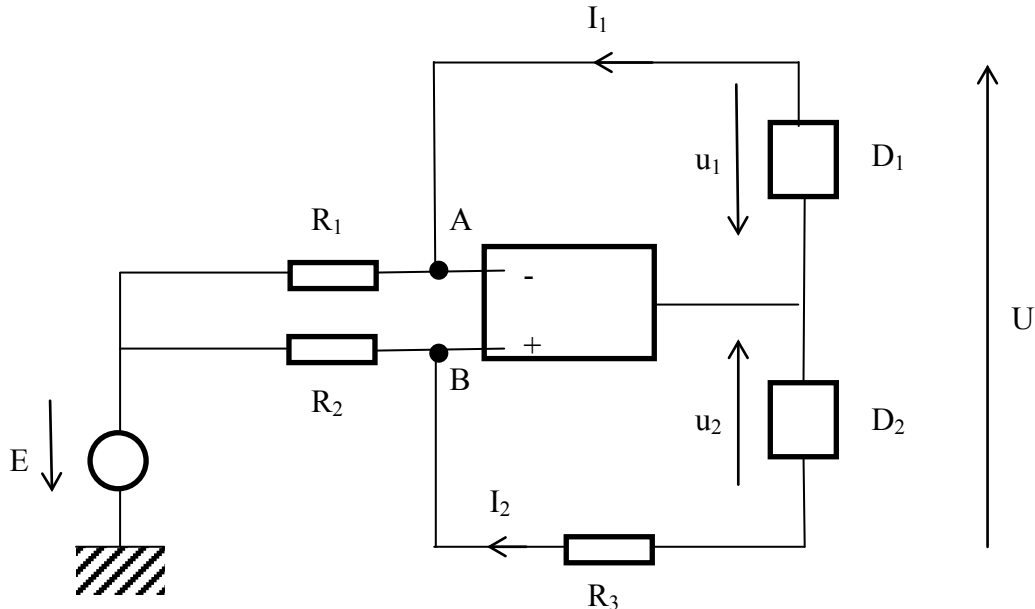 I₁
u₁
D₁
R₁
A
-
U
+
B
R₂
u₂
D₂
E
I₂
R₃